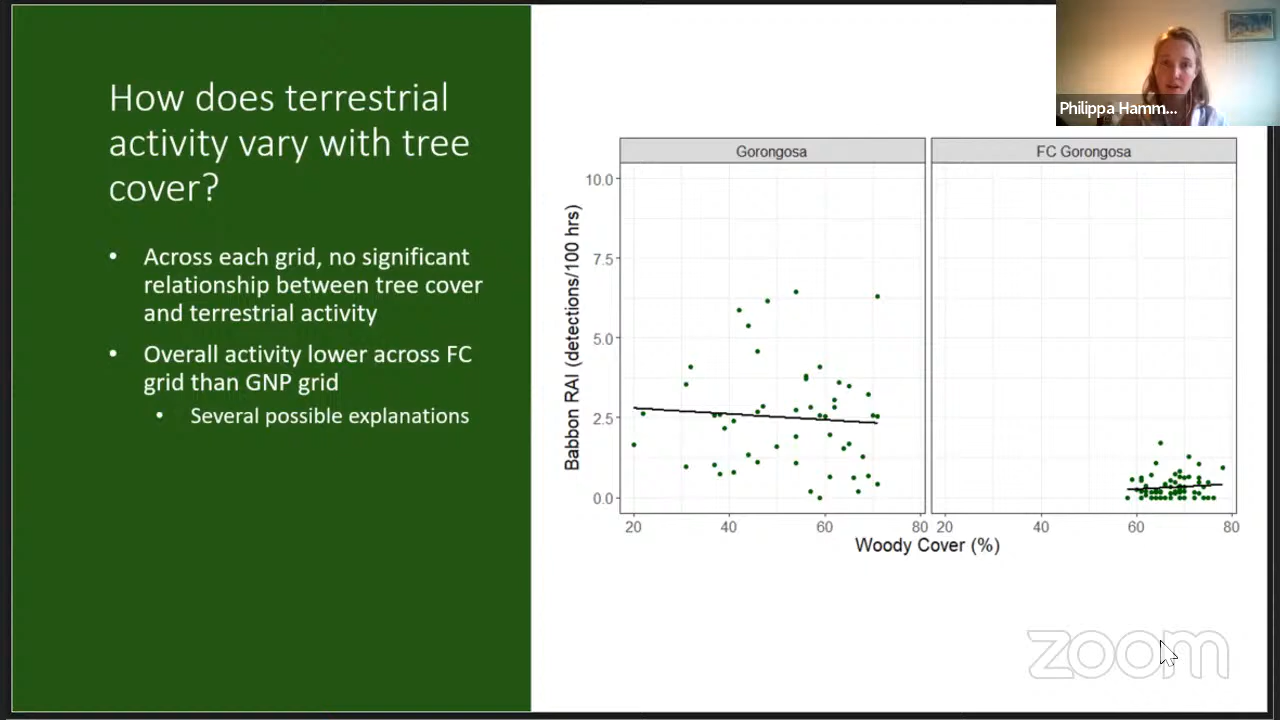 How does terrestrial
activity vary with tree
cover?
• Across each grid, no significant
relationship between tree cover
and terrestrial activity
• Overall activity lower across FC
grid than GNP grid
• Several possible explanations
Gorongosa
FC Gorongosa
Babbon RAI (detections/100 hrs)
10.0
7.5
5.0
2.5
0.0
20 40 60 80 20 40 60 80
Woody Cover (%)
Philippa Hamm...
zoom